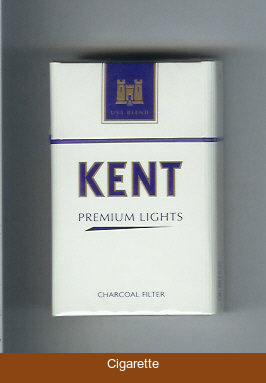 USA BLEND
KENT
PREMIUM LIGHTS
CHARCOAL FILTER
Cigarette